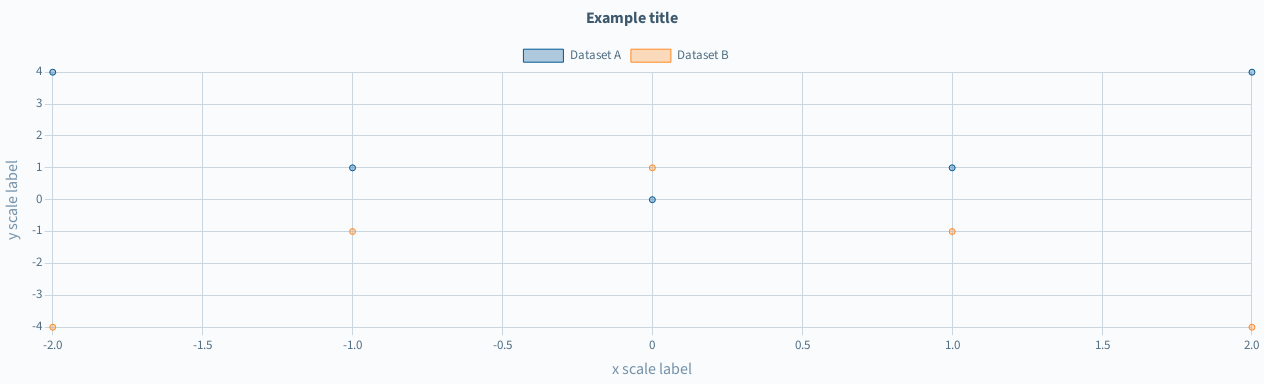 Example title
Dataset A Dataset B
4
3
2
1
0
-1
-2
-3
-4
y scale label
-2.0 -1.5 -1.0 -0.5 0 0.5 1.0 1.5 2.0
x scale label